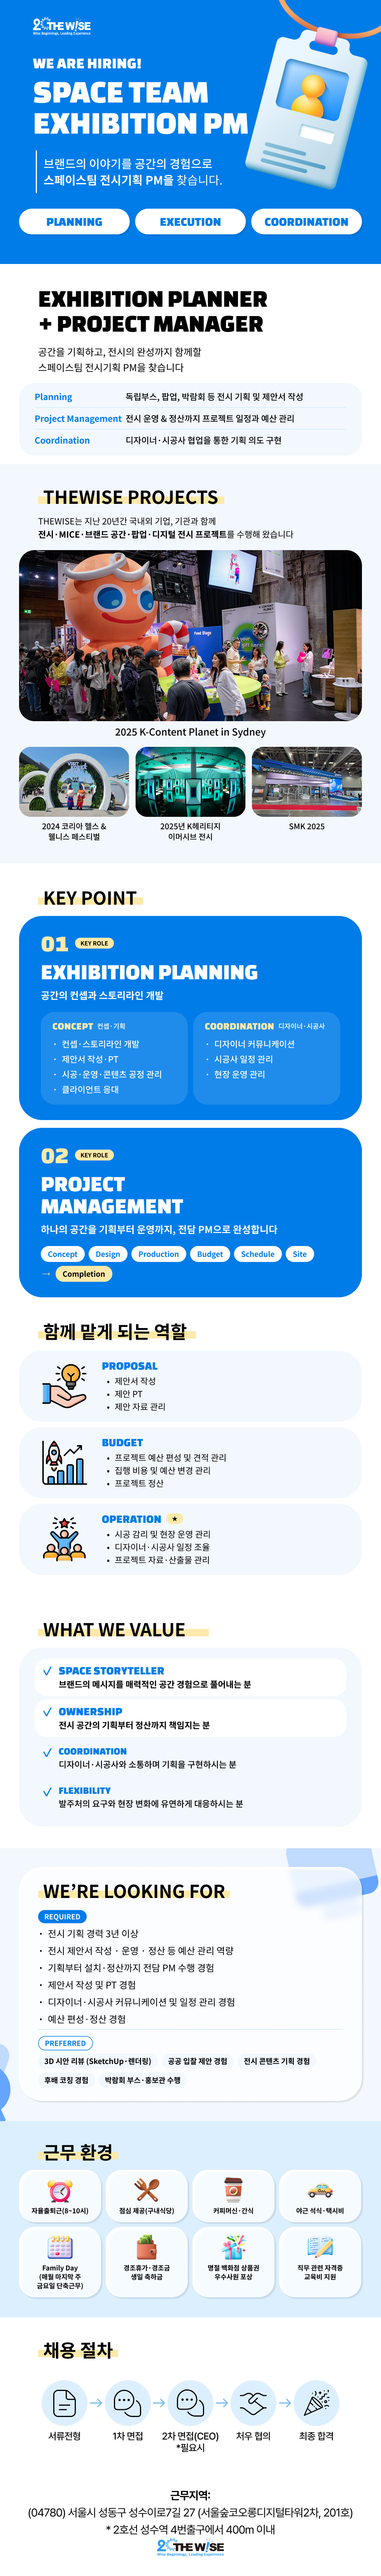 20 THEWISE
Wise Beginnings, Leading Experience
WE ARE HIRING!
SPACE TEAM
EXHIBITION PM
브랜드의 이야기를 공간의 경험으로
스페이스팀 전시기획 PM을 찾습니다.
PLANNING
EXECUTION
COORDINATION
EXHIBITION PLANNER
+ PROJECT MANAGER
공간을 기획하고, 전시의 완성까지 함께할
스페이스팀 전시기획 PM을 찾습니다
Planning 독립부스, 팝업, 박람회 등 전시 기획 및 제안서 작성
Project Management 전시 운영 & 정산까지 프로젝트 일정과 예산 관리
Coordination 디자이너·시공사 협업을 통한 기획 의도 구현
THEWISE PROJECTS
THEWISE는 지난 20년간 국내외 기업, 기관과 함께
전시·MICE·브랜드 공간·팝업·디지털 전시 프로젝트를 수행해 왔습니다
2025 K-Content Planet in Sydney
2024 코리아 헬스 &
웰니스 페스티벌
2025년 K헤리티지
이머시브 전시
SMK 2025
KEY POINT
01 KEY ROLE
EXHIBITION PLANNING
공간의 컨셉과 스토리라인 개발
CONCEPT 컨셉·기획
· 컨셉·스토리라인 개발
· 제안서 작성·PT
· 시공·운영·콘텐츠 공정 관리
· 클라이언트 응대
COORDINATION 디자이너·시공사
· 디자이너 커뮤니케이션
· 시공사 일정 관리
· 현장 운영 관리
02 KEY ROLE
PROJECT
MANAGEMENT
하나의 공간을 기획부터 운영까지, 전담 PM으로 완성합니다
Concept Design Production Budget Schedule Site
→ Completion
함께 맡게 되는 역할
PROPOSAL
• 제안서 작성
• 제안 PT
• 제안 자료 관리
BUDGET
• 프로젝트 예산 편성 및 견적 관리
• 집행 비용 및 예산 변경 관리
• 프로젝트 정산
OPERATION ★
• 시공 감리 및 현장 운영 관리
• 디자이너·시공사 일정 조율
• 프로젝트 자료·산출물 관리
WHAT WE VALUE
SPACE STORYTELLER
브랜드의 메시지를 매력적인 공간 경험으로 풀어내는 분
OWNERSHIP
전시 공간의 기획부터 정산까지 책임지는 분
COORDINATION
디자이너·시공사와 소통하며 기획을 구현하시는 분
FLEXIBILITY
발주처의 요구와 현장 변화에 유연하게 대응하시는 분
WE'RE LOOKING FOR
REQUIRED
· 전시 기획 경력 3년 이상
· 전시 제안서 작성 · 운영 · 정산 등 예산 관리 역량
· 기획부터 설치·정산까지 전담 PM 수행 경험
· 제안서 작성 및 PT 경험
· 디자이너·시공사 커뮤니케이션 및 일정 관리 경험
· 예산 편성·정산 경험
PREFERRED
3D 시안 리뷰 (SketchUp·렌더링) 공공 입찰 제안 경험 전시 콘텐츠 기획 경험
후배 코칭 경험 박람회 부스·홍보관 수행
근무 환경
자율출퇴근(8~10시)
점심 제공(구내식당)
커피머신·간식
야근 석식·택시비
Family Day
(매월 마지막 주
금요일 단축근무)
경조휴가·경조금
생일 축하금
명절 백화점 상품권
우수사원 포상
직무 관련 자격증
교육비 지원
채용 절차
서류전형
1차 면접
2차 면접(CEO)
*필요시
처우 협의
최종 합격
근무지역:
(04780) 서울시 성동구 성수이로7길 27 (서울숲코오롱디지털타워2차, 201호)
* 2호선 성수역 4번출구에서 400m 이내
20 THEWISE
Wise Beginnings, Leading Experience